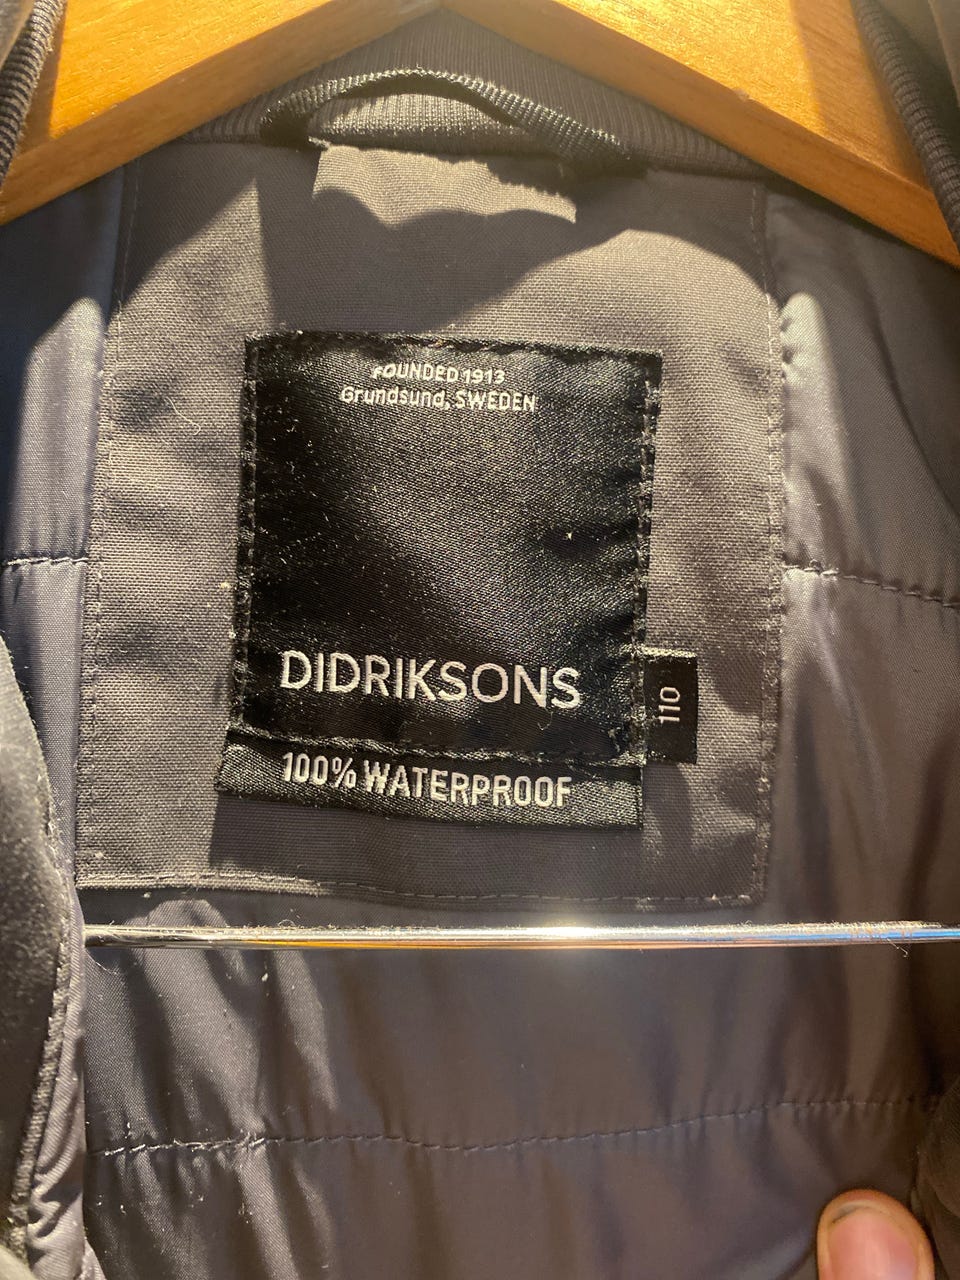 FOUNDED 1913
Grundsund, SWEDEN
DIDRIKSONS
110
100% WATERPROOF